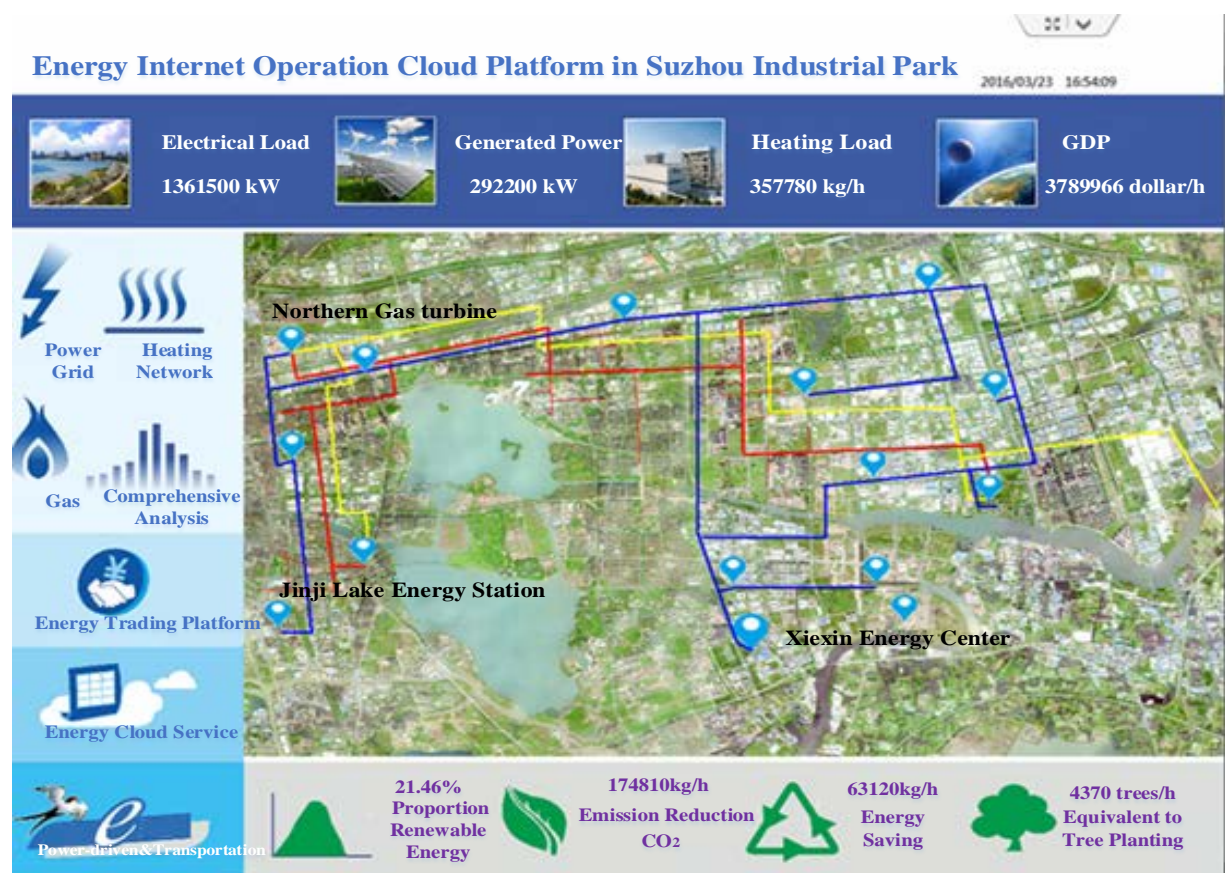 Energy Internet Operation Cloud Platform in Suzhou Industrial Park
2016/03/23 16:54:09
Electrical Load
1361500 kW
Generated Power
292200 kW
Heating Load
357780 kg/h
GDP
3789966 dollar/h
Power
Grid
Heating
Network
Gas
Comprehensive
Analysis
Energy Trading Platform
Energy Cloud Service
Power-driven&Transportation
Northern Gas turbine
Jinji Lake Energy Station
Xiexin Energy Center
21.46%
Proportion
Renewable
Energy
174810kg/h
Emission Reduction
CO2
63120kg/h
Energy
Saving
4370 trees/h
Equivalent to
Tree Planting